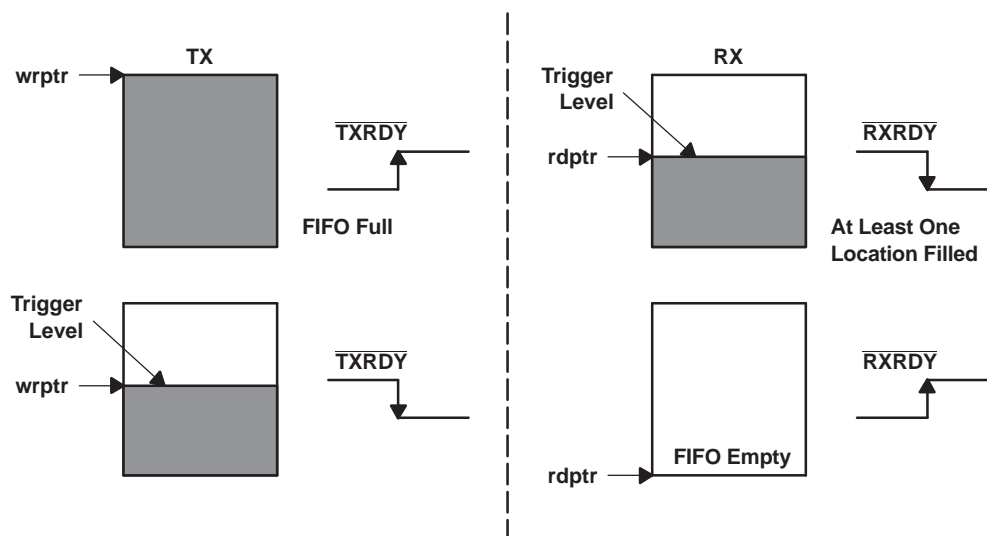 TX
wrptr
TXRDY
FIFO Full
Trigger
Level
wrptr
TXRDY
RX
Trigger
Level
rdptr
RXRDY
At Least One
Location Filled
RXRDY
FIFO Empty
rdptr